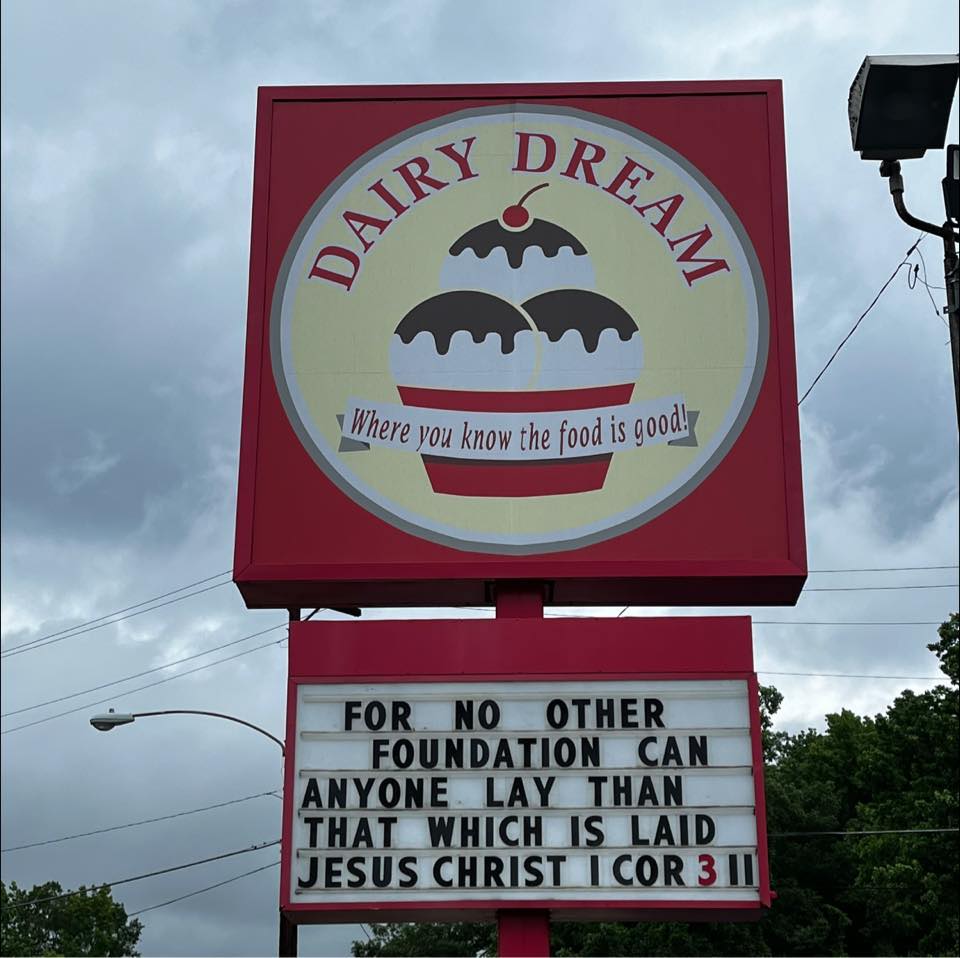 DAIRY DREAM
Where you know the food is good!
FOR NO OTHER
FOUNDATION CAN
ANYONE LAY THAN
THAT WHICH IS LAID
JESUS CHRIST I COR 3 II